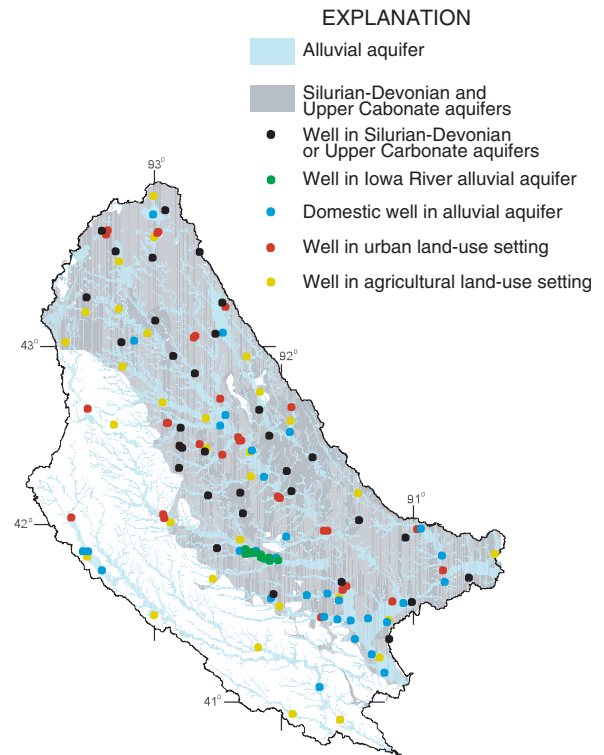 EXPLANATION
Alluvial aquifer
Silurian-Devonian and
Upper Cabonate aquifers
Well in Silurian-Devonian
or Upper Carbonate aquifers
Well in Iowa River alluvial aquifer
Domestic well in alluvial aquifer
Well in urban land-use setting
Well in agricultural land-use setting
93°
43°
92°
91°
42°
41°